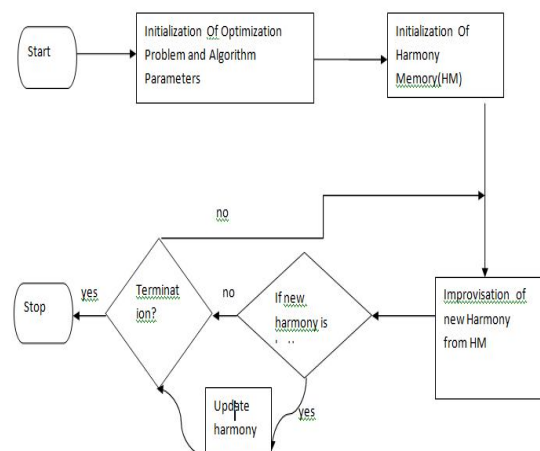 Start
Initialization Of Optimization
Problem and Algorithm
Parameters
Initialization Of
Harmony
Memory(HM)
no
Stop
yes
Terminat
ion?
no
If new
harmony is
Improvisation of
new Harmony
from HM
Update
harmony
yes